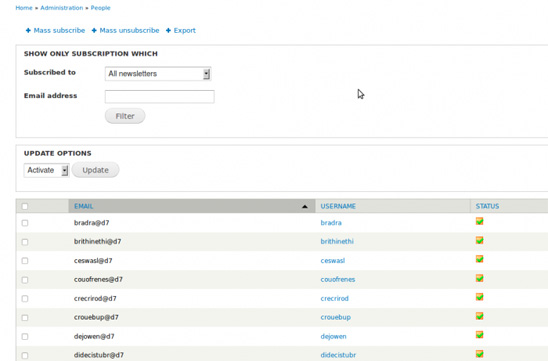 Home » Administration » People
Mass subscribe Mass unsubscribe Export
SHOW ONLY SUBSCRIPTION WHICH
Subscribed to All newsletters
Email address
Filter
UPDATE OPTIONS
Activate Update
EMAIL USERNAME STATUS
bradra@d7 bradra
brithinethi@d7 brithinethi
ceswasl@d7 ceswasl
couofrenes@d7 couofrenes
crecrirod@d7 crecrirod
crouebup@d7 crouebup
dejowen@d7 dejowen
didecistubr@d7 didecistubr